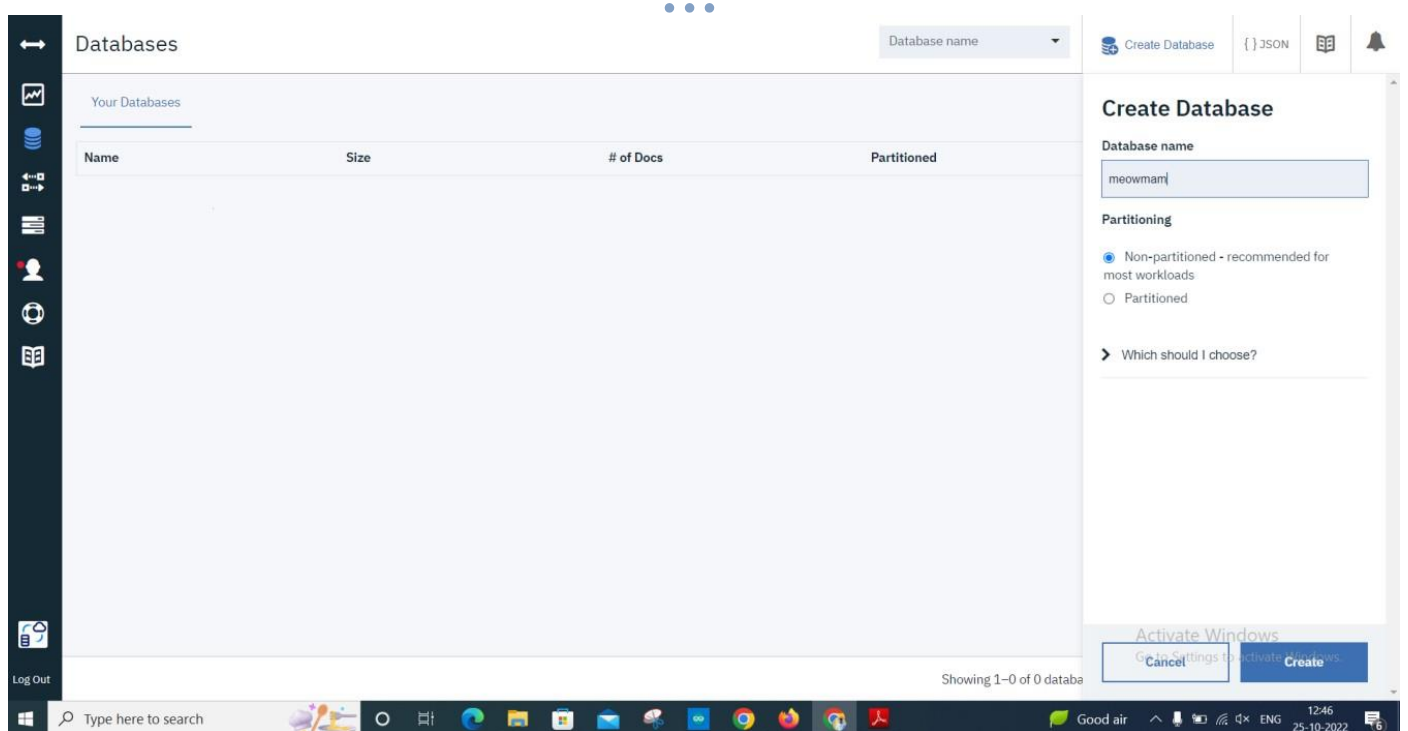 Databases
Database name
Create Database
{ } JSON
Your Databases
Name Size # of Docs Partitioned
Create Database
Database name
meowmam
Partitioning
Non-partitioned - recommended for
most workloads
Partitioned
Which should I choose?
Activate Windows
Go to Settings to activate Windows.
Cancel
Create
Showing 1–0 of 0 databa
Log Out
Type here to search
Good air
ENG
12:46
25-10-2022
6